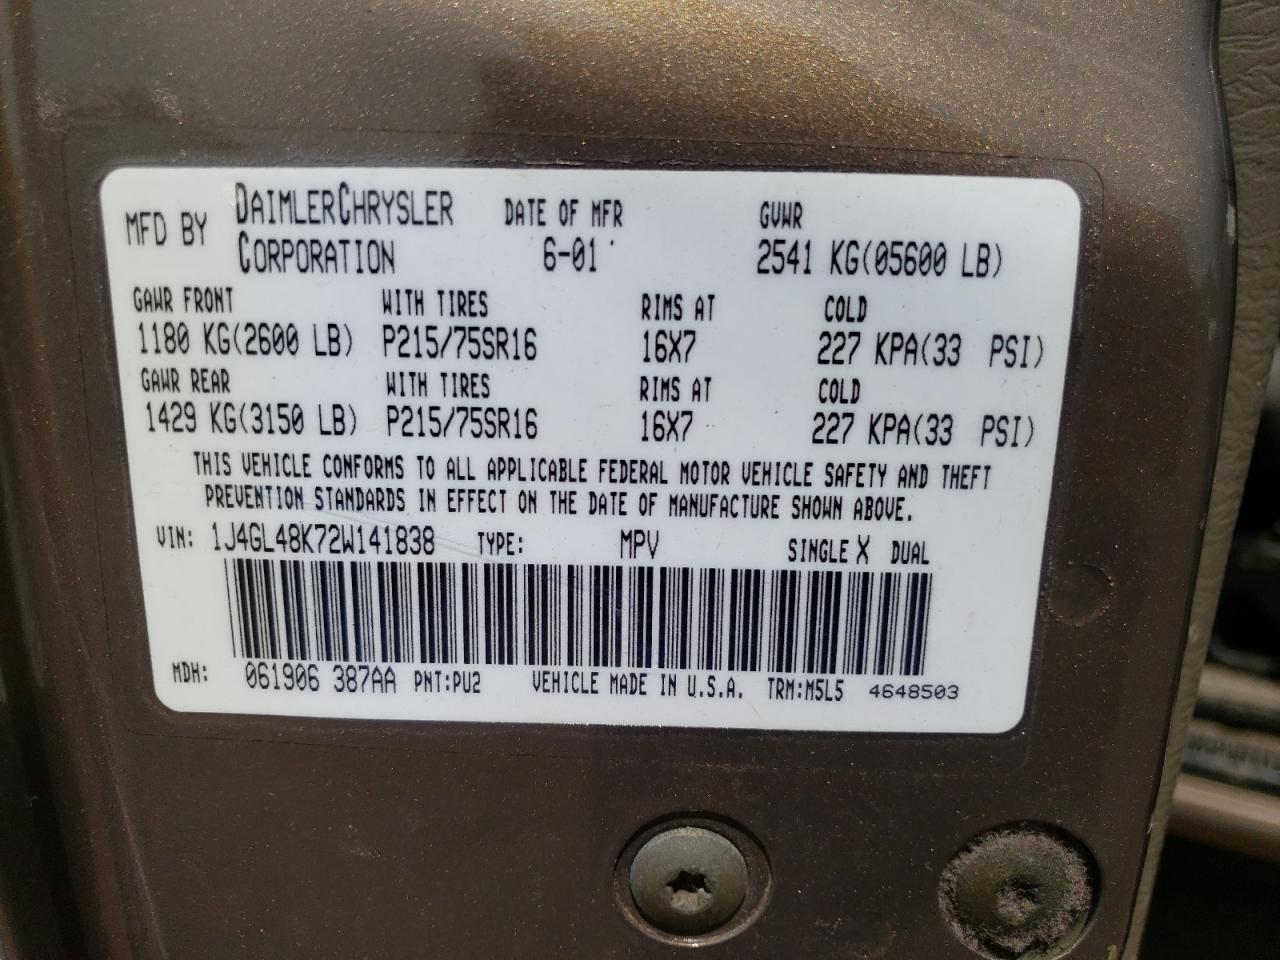 MFD BY DAIMLERCHRYSLER CORPORATION DATE OF MFR 6-01 GVWR 2541 KG(05600 LB)
GAWR FRONT WITH TIRES RIMS AT COLD
1180 KG(2600 LB) P215/75SR16 16X7 227 KPA(33 PSI)
GAWR REAR WITH TIRES RIMS AT COLD
1429 KG(3150 LB) P215/75SR16 16X7 227 KPA(33 PSI)
THIS VEHICLE CONFORMS TO ALL APPLICABLE FEDERAL MOTOR VEHICLE SAFETY AND THEFT
PREVENTION STANDARDS IN EFFECT ON THE DATE OF MANUFACTURE SHOWN ABOVE.
VIN: 1J4GL48K72W141838 TYPE: MPV SINGLE X DUAL
MDH: 061906 387AA PNT:PU2 VEHICLE MADE IN U.S.A. TRM:M5L5 4648503